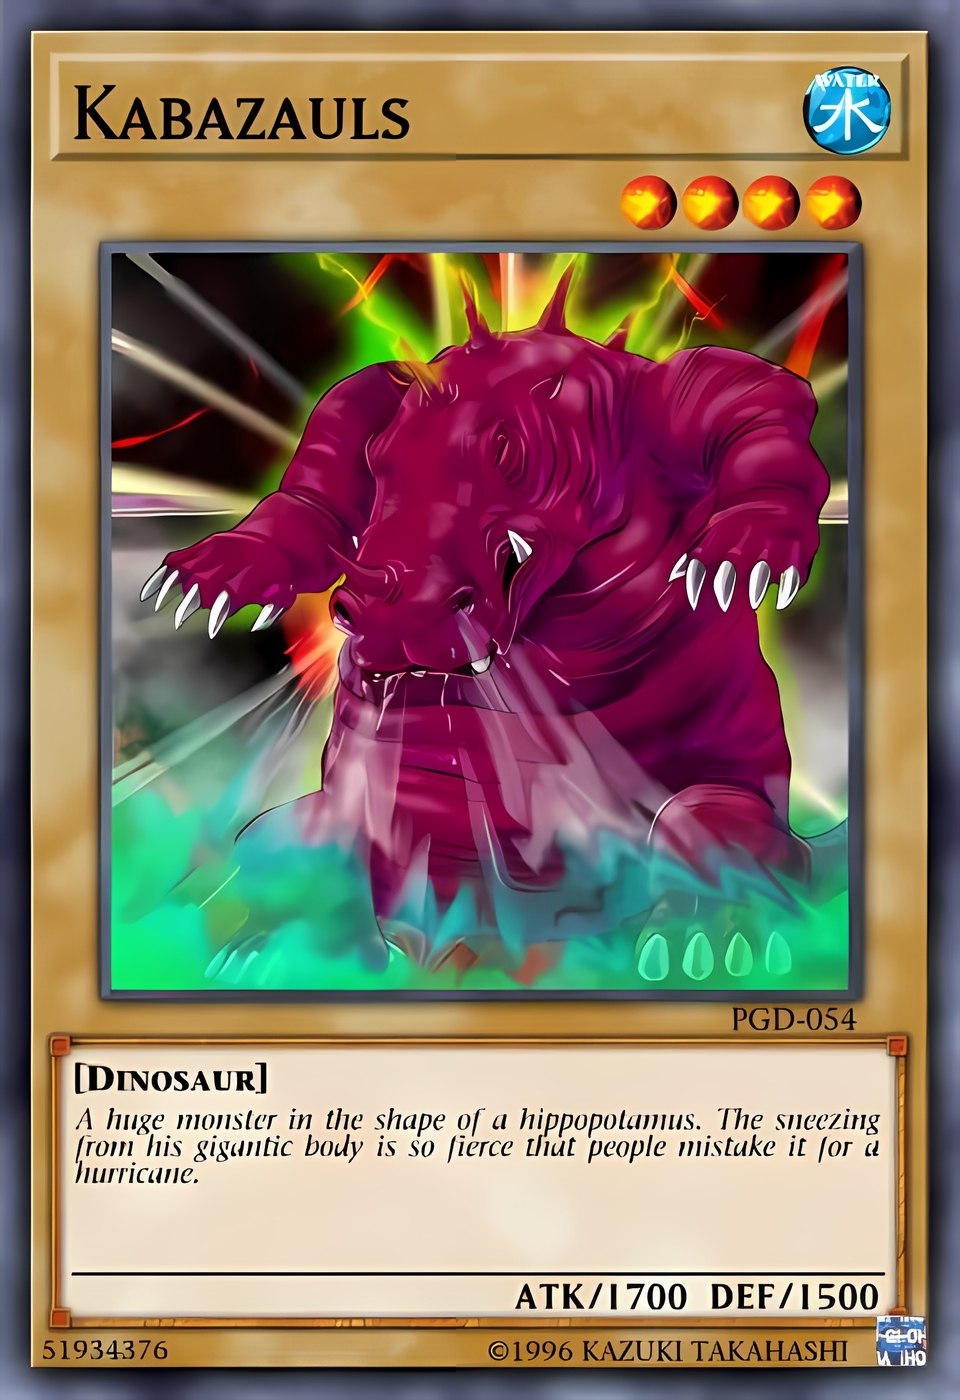 KABAZAULS
WATER
水
PGD-054
[DINOSAUR]
A huge monster in the shape of a hippopotamus. The sneezing
from his gigantic body is so fierce that people mistake it for a
hurricane.
ATK/1700 DEF/1500
51934376
©1996 KAZUKI TAKAHASHI